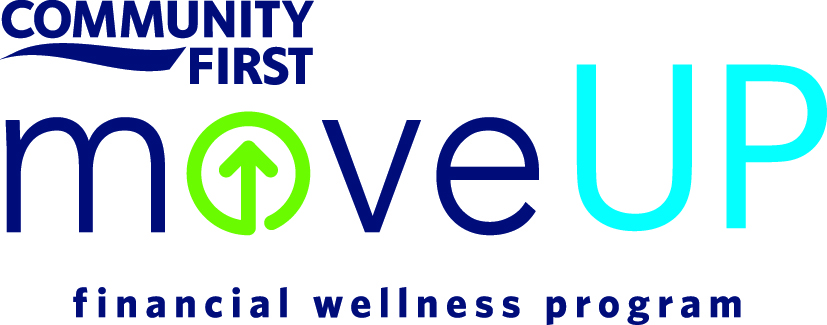 COMMUNITY
FIRST
moveUP
financial wellness program